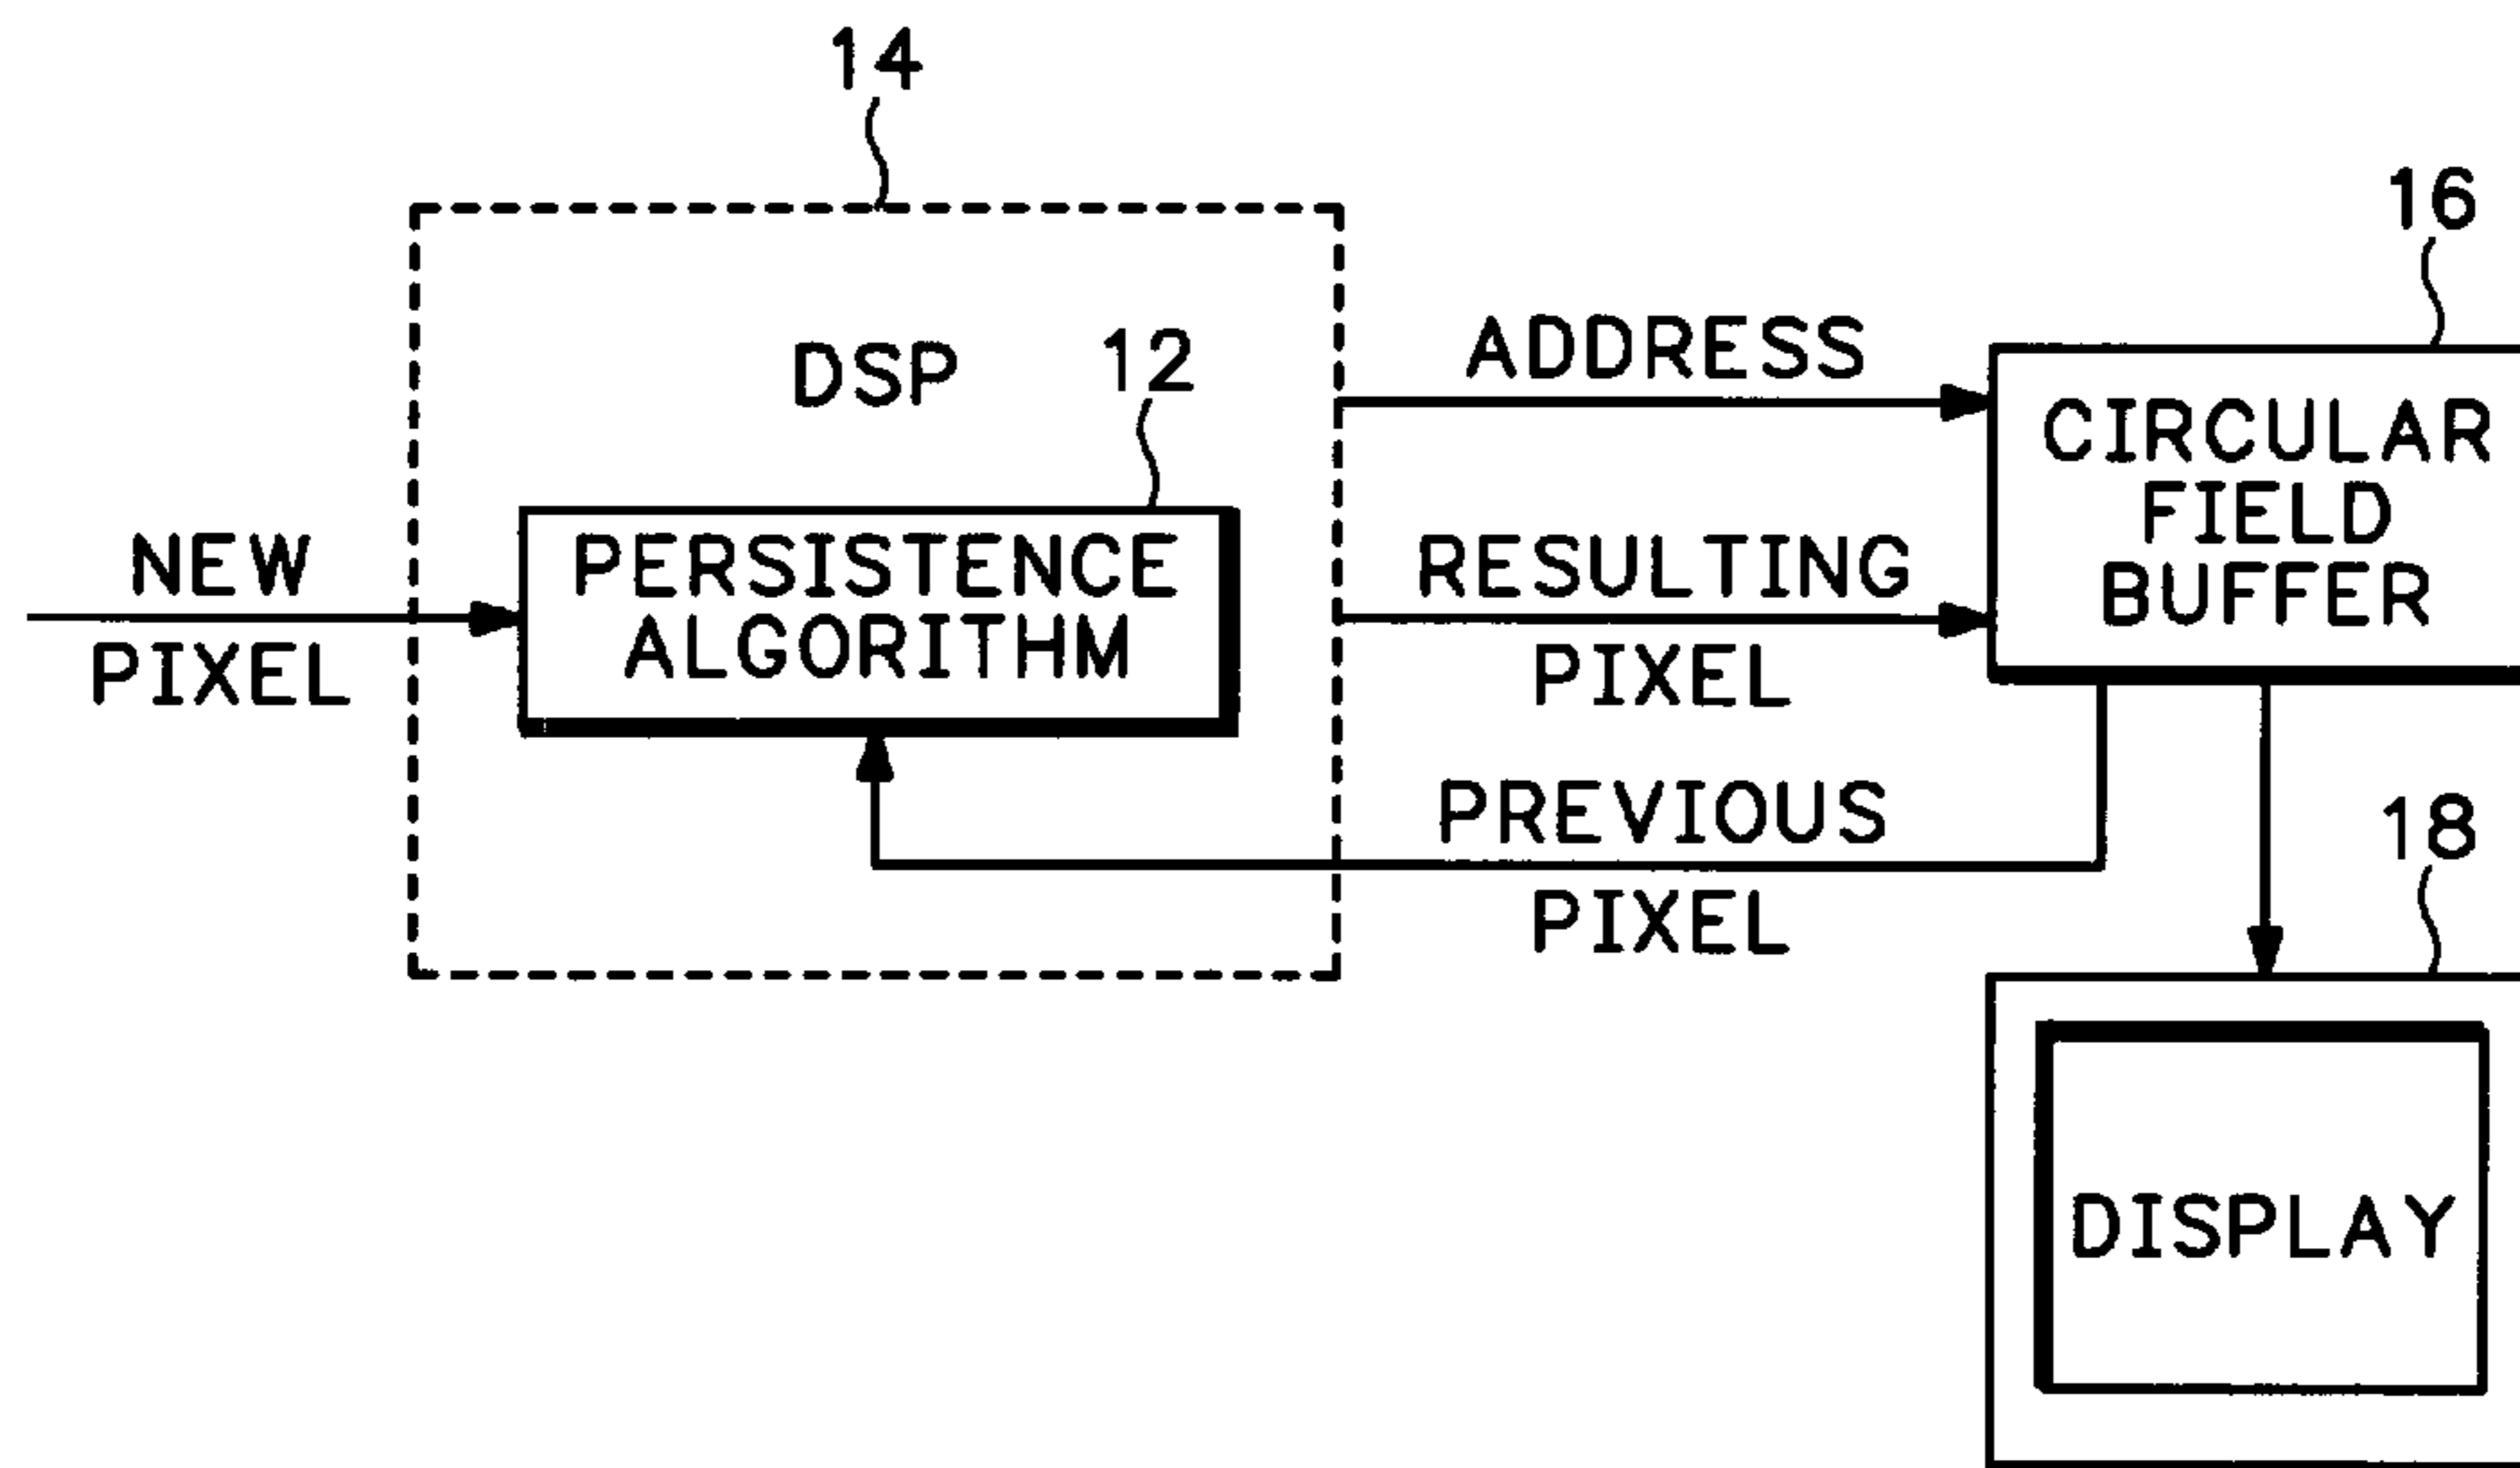 14
16
DSP
12
ADDRESS
CIRCULAR
FIELD
BUFFER
NEW
PIXEL
PERSISTENCE
ALGORITHM
RESULTING
PIXEL
PREVIOUS
PIXEL
18
DISPLAY